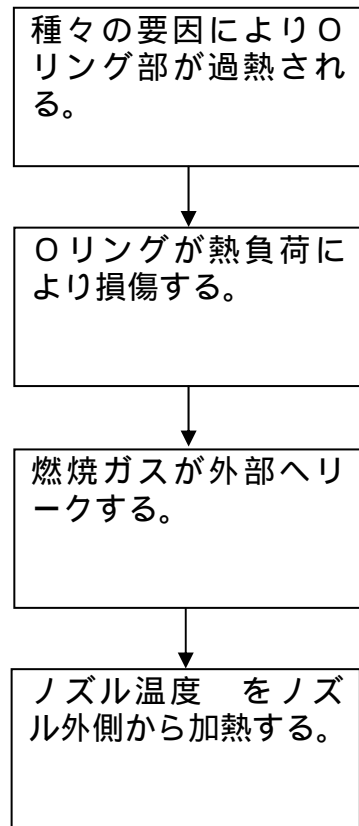 種々の要因によりＯ
リング部が過熱され
る。
Ｏリングが熱負荷に
より損傷する。
燃焼ガスが外部へリ
ークする。
ノズル温度　をノズ
ル外側から加熱する。